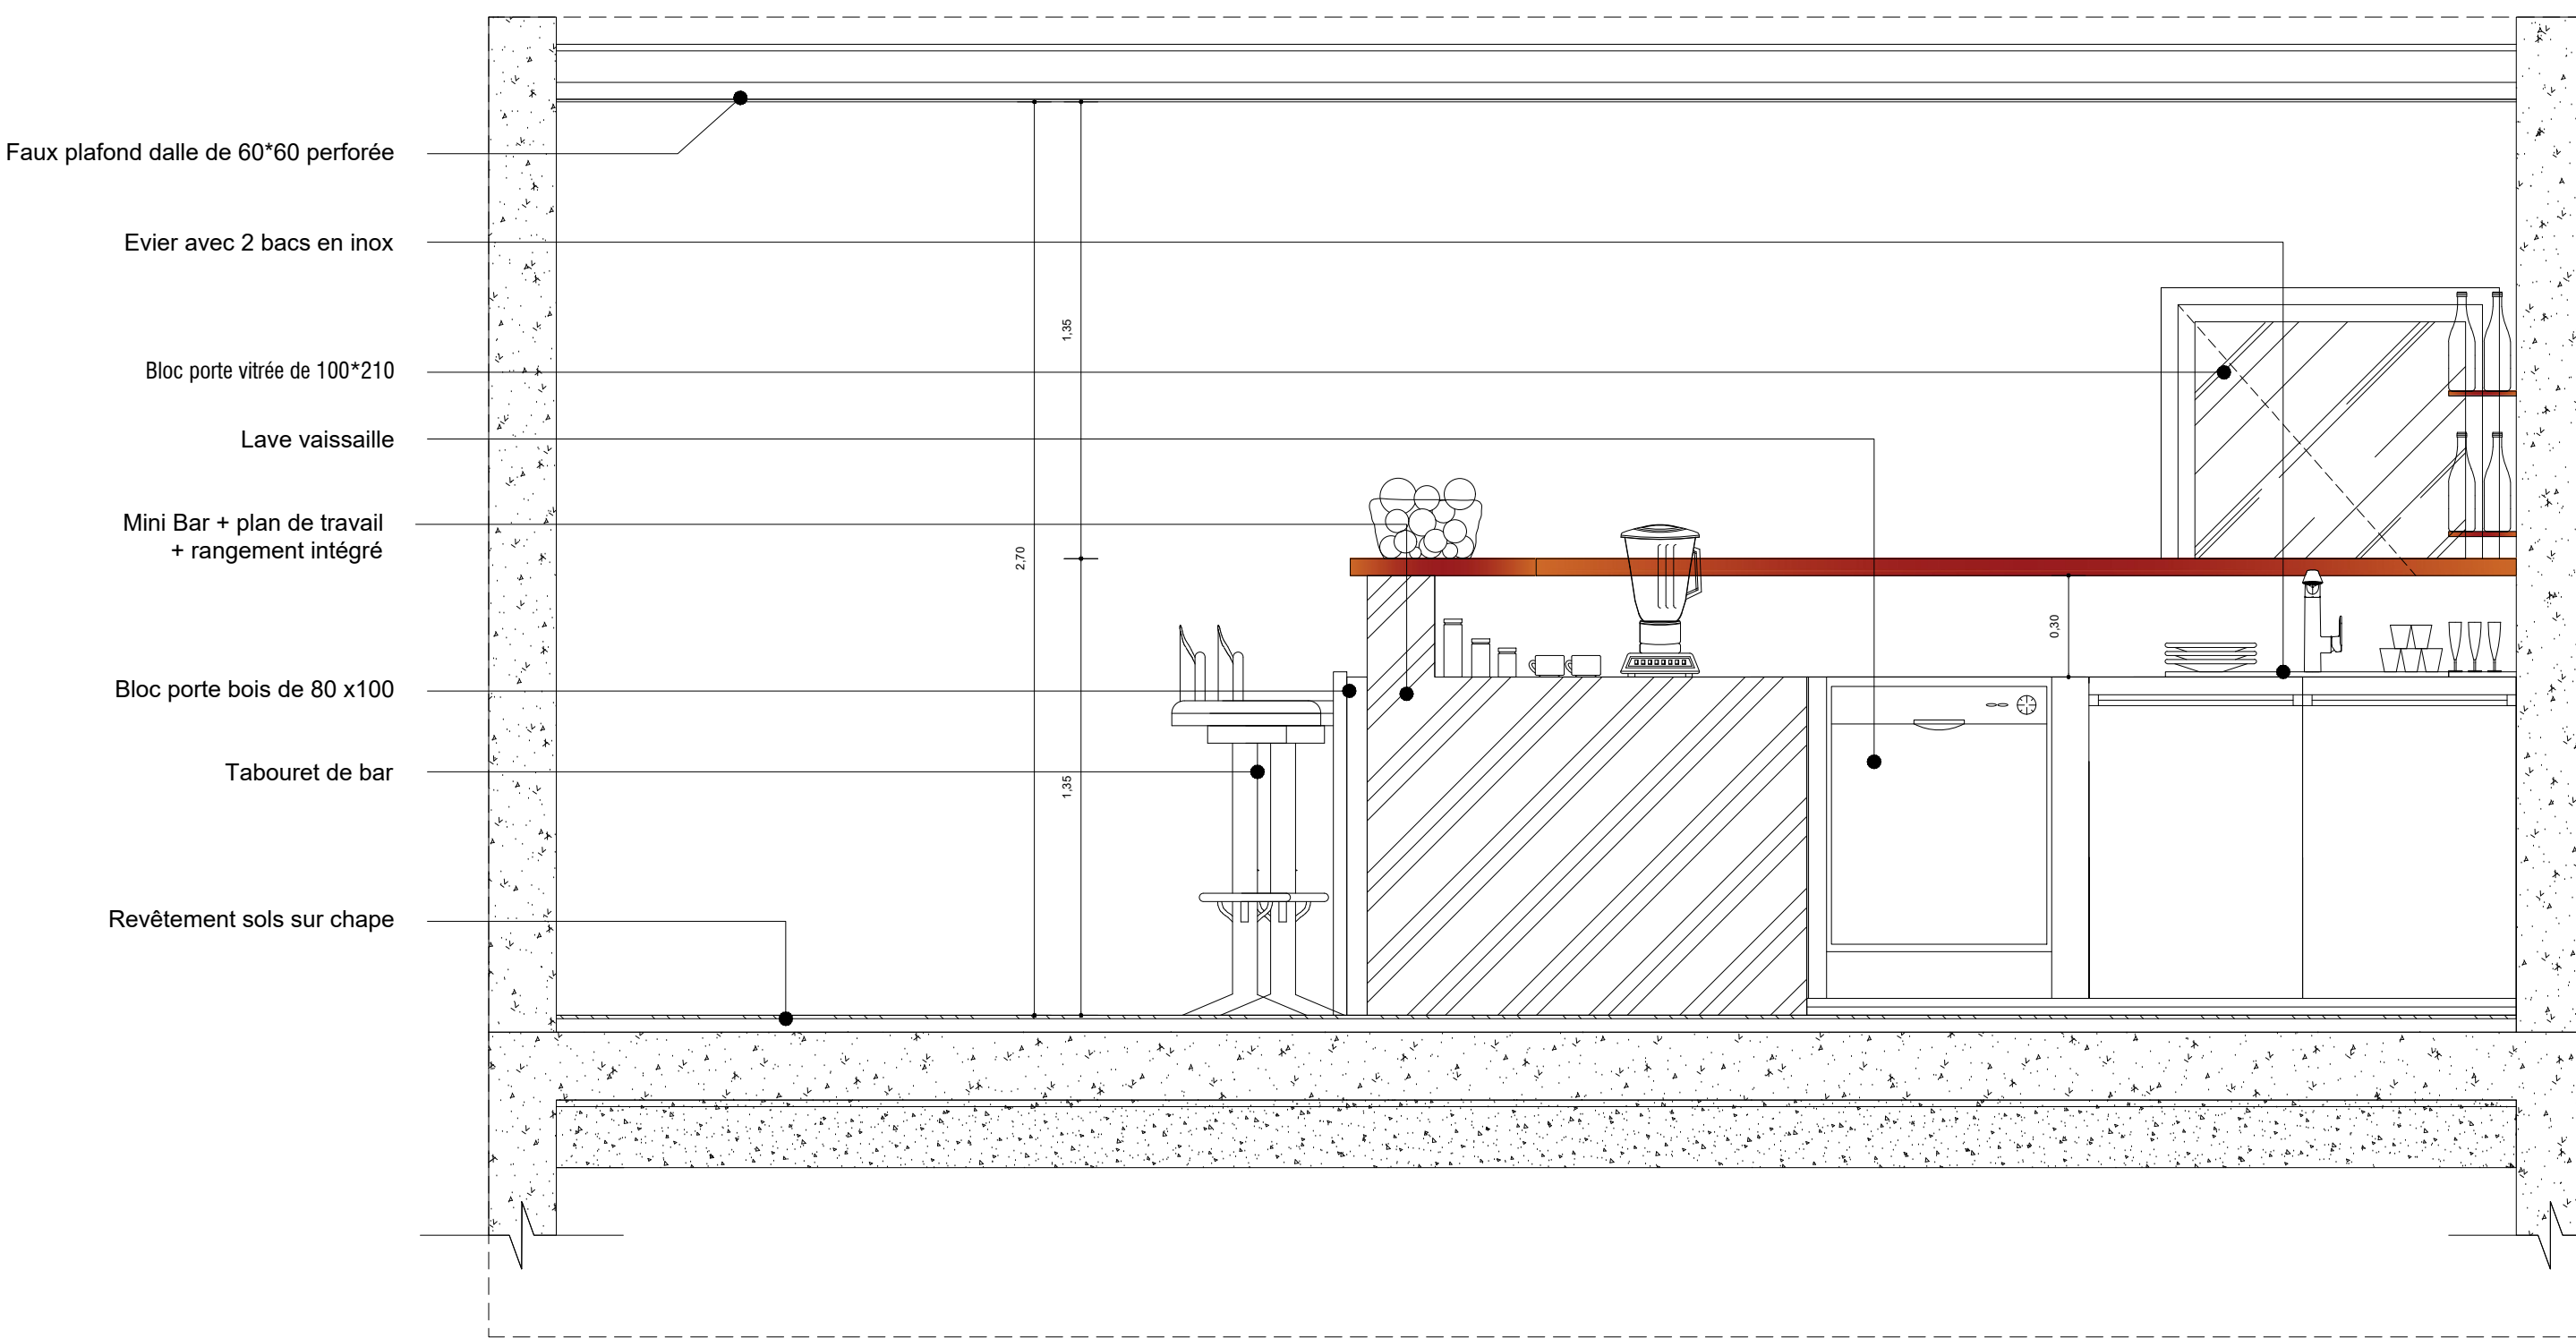 Faux plafond dalle de 60*60 perforée
Evier avec 2 bacs en inox
1,35
Bloc porte vitrée de 100*210
Lave vaissaille
Mini Bar + plan de travail
+ rangement intégré
2,70
0,30
Bloc porte bois de 80 x100
Tabouret de bar
1,35
Revêtement sols sur chape